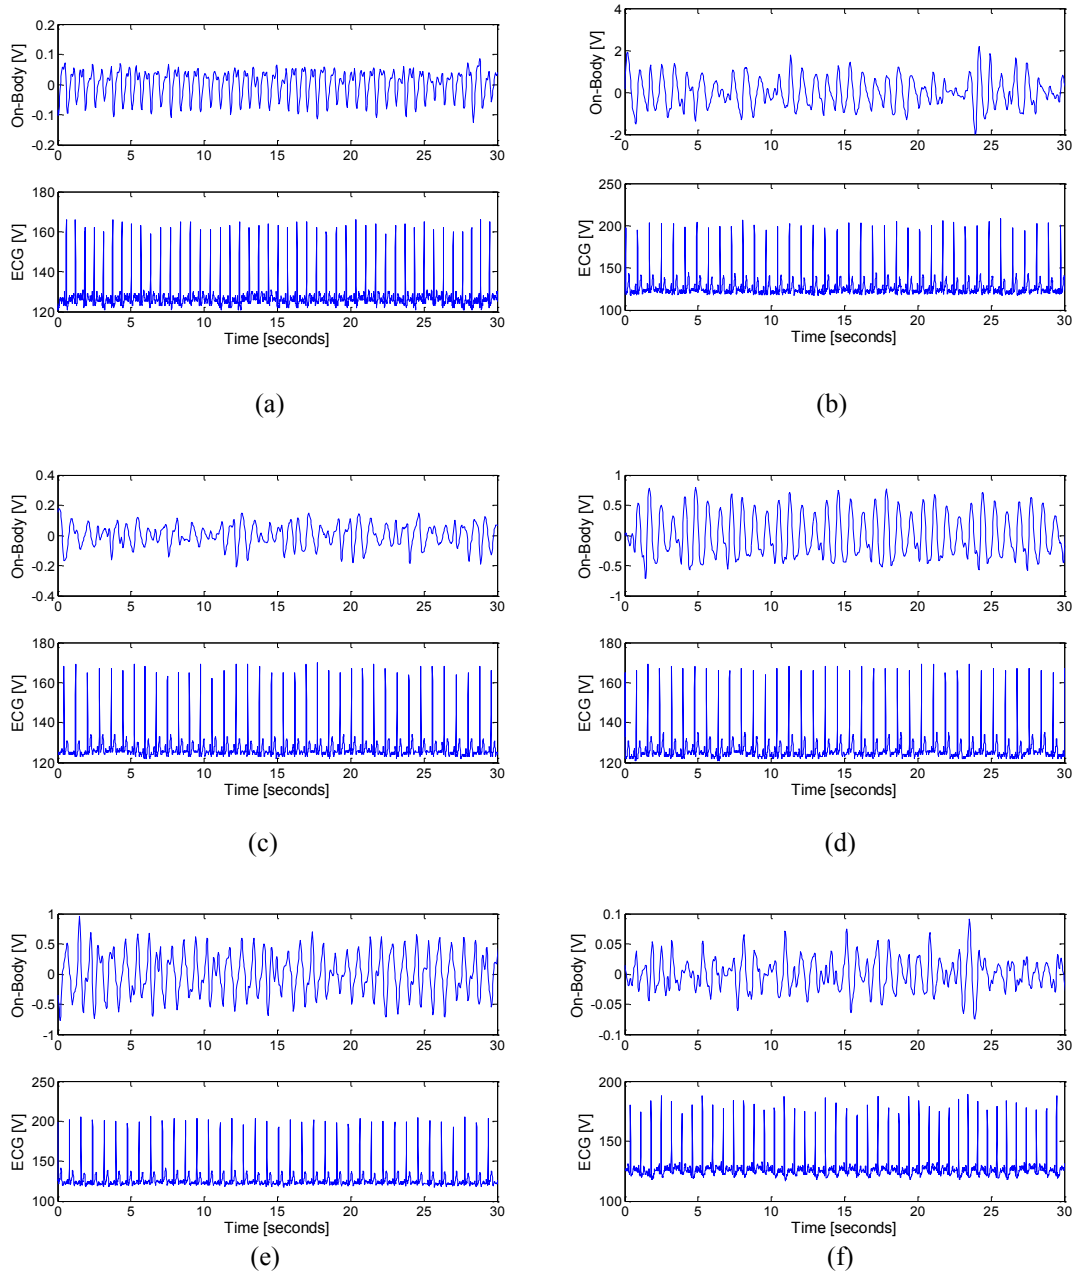 0.2
0.1
0
-0.1
-0.2
On-Body [V]
0 5 10 15 20 25 30
180
160
140
120
ECG [V]
0 5 10 15 20 25 30
Time [seconds]
(a)
4
2
0
-2
On-Body [V]
0 5 10 15 20 25 30
250
200
150
100
ECG [V]
0 5 10 15 20 25 30
Time [seconds]
(b)
0.4
0.2
0
-0.2
-0.4
On-Body [V]
0 5 10 15 20 25 30
180
160
140
120
ECG [V]
0 5 10 15 20 25 30
Time [seconds]
(c)
1
0.5
0
-0.5
-1
On-Body [V]
0 5 10 15 20 25 30
180
160
140
120
ECG [V]
0 5 10 15 20 25 30
Time [seconds]
(d)
1
0.5
0
-0.5
-1
On-Body [V]
0 5 10 15 20 25 30
250
200
150
100
ECG [V]
0 5 10 15 20 25 30
Time [seconds]
(e)
0.1
0.05
0
-0.05
-0.1
On-Body [V]
0 5 10 15 20 25 30
200
150
100
ECG [V]
0 5 10 15 20 25 30
Time [seconds]
(f)